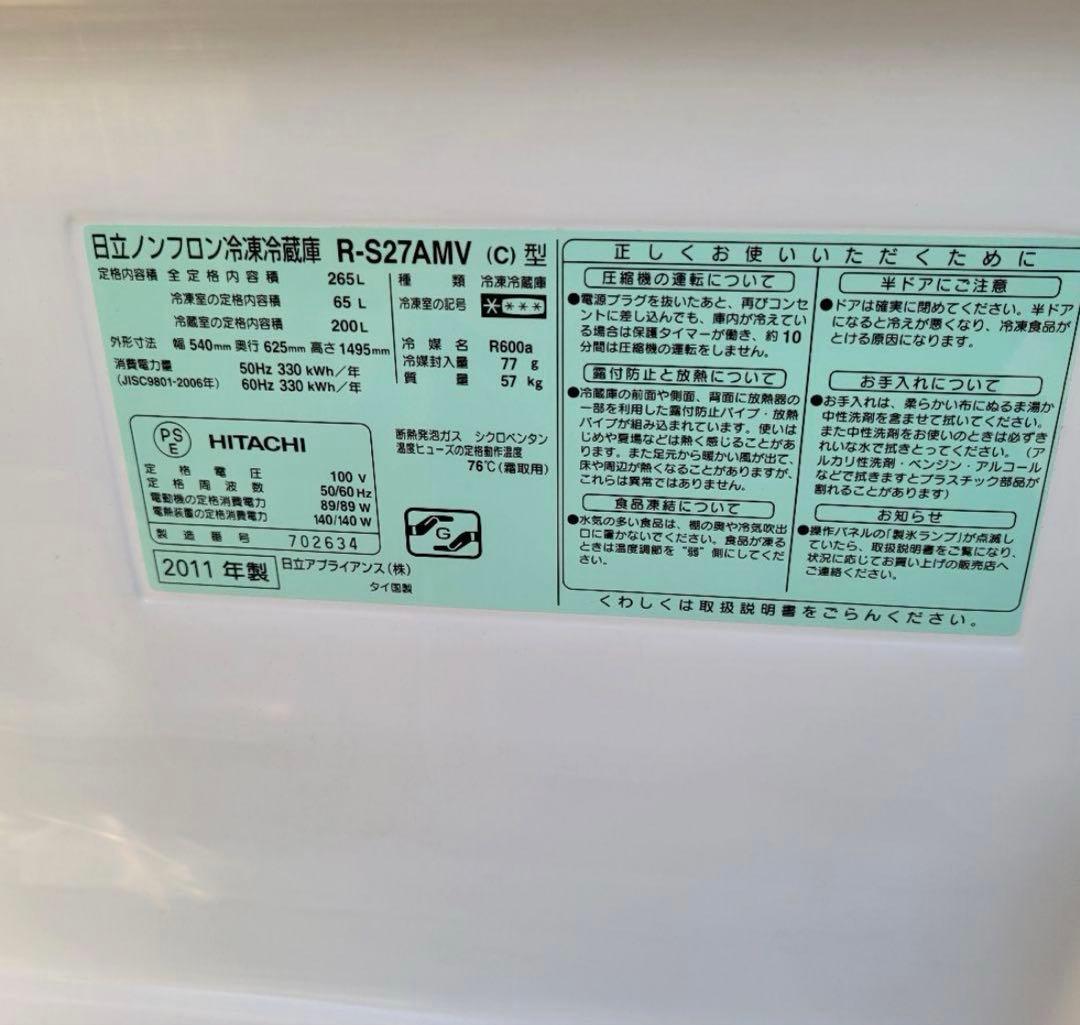 日立ノンフロン冷凍冷蔵庫 R-S27AMV (C) 型
定格内容積 全定格内容積 265L
冷凍室の定格内容積 65 L
冷蔵室の定格内容積 200L
外形寸法 幅 540mm 奥行 625mm 高さ 1495mm
消費電力量 50Hz 330 kWh/年
(JISC9801-2006年) 60Hz 330 kWh/年
種類 冷凍冷蔵庫
冷凍室の記号 ****
冷媒名 R600a
冷媒封入量 77 g
質量 57 kg
PS
E
HITACHI
定格電圧 100 V
定格周波数 50/60 Hz
電動機の定格消費電力 89/89 W
電熱装置の定格消費電力 140/140 W
製造番号 702634
断熱発泡ガス シクロペンタン
温度ヒューズの定格動作温度
76℃(霜取用)
G
2011 年製
日立アプライアンス(株)
タイ国製
正しくお使いいただくために
圧縮機の運転について
●電源プラグを抜いたあと、再びコンセ
ントに差し込んでも、庫内が冷えてい
る場合は保護タイマーが働き、約10
分間は圧縮機の運転をしません。
露付防止と放熱について
●冷蔵庫の前面や側面、背面に放熱器の
一部を利用した露付防止パイプ・放熱
パイプが組み込まれています。使いは
じめや夏場などは熱く感じることがあ
ります。また足元から暖かい風が出て、
床や周辺が熱くなることがありますが、
これらは異常ではありません。
食品凍結について
●水気の多い食品は、棚の奥や冷気吹出
口に置かないでください。食品が凍る
ときは温度調節を“弱”側にしてくだ
さい。
半ドアにご注意
●ドアは確実に閉めてください。半ドア
になると冷えが悪くなり、冷凍食品が
とける原因になります。
お手入れについて
●お手入れは、柔らかい布にぬるま湯か
中性洗剤を含ませて拭いてください。
また中性洗剤をお使いのときは必ずき
れいな水で拭きとってください。(ア
ルカリ性洗剤・ベンジン・アルコール
などで拭きますとプラスチック部品が
割れることがあります)
お知らせ
●操作パネルの「製氷ランプ」が点滅し
ていたら、取扱説明書をご覧になり、
状況に応じてお買い上げの販売店へ
ご連絡ください。
くわしくは取扱説明書をごらんください。